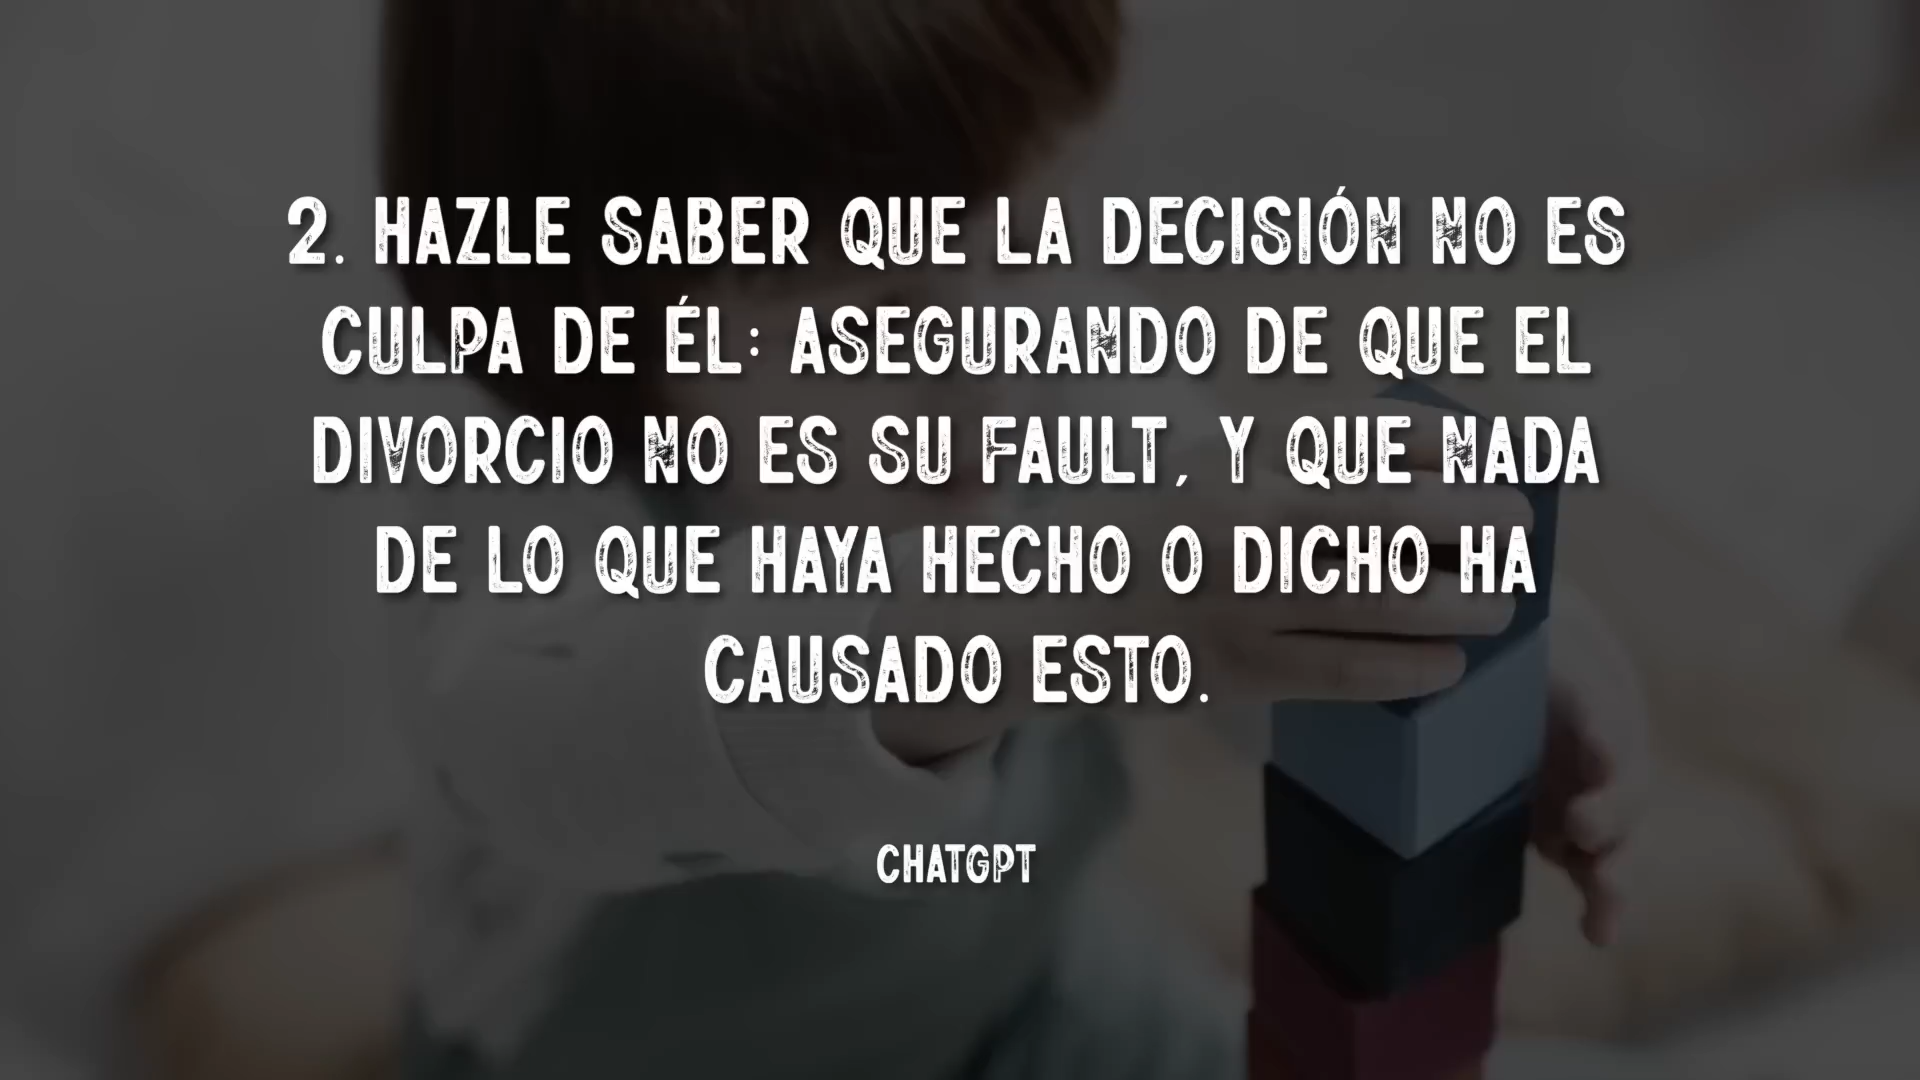 2. HAZLE SABER QUE LA DECISIÓN NO ES
CULPA DE ÉL: ASEGURANDO DE QUE EL
DIVORCIO NO ES SU FAULT, Y QUE NADA
DE LO QUE HAYA HECHO O DICHO HA
CAUSADO ESTO.
CHATGPT